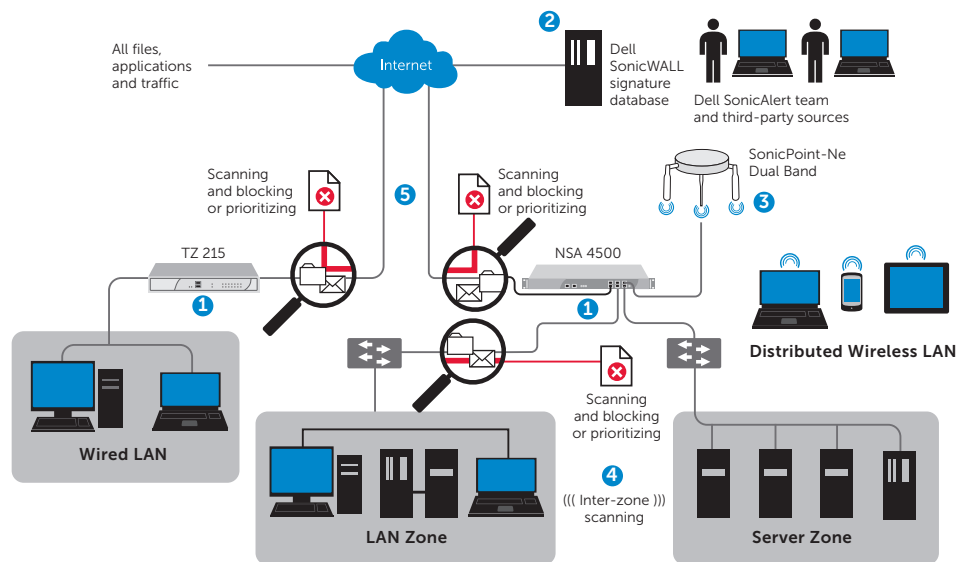 All files,
applications
and traffic
Internet
2
Dell
SonicWALL
signature
database
Dell SonicAlert team
and third-party sources
SonicPoint-Ne
Dual Band
3
Scanning
and blocking
or prioritizing
5
Scanning
and blocking
or prioritizing
TZ 215
1
NSA 4500
1
Distributed Wireless LAN
Scanning
and blocking
or prioritizing
Wired LAN
4
((( Inter-zone )))
scanning
LAN Zone
Server Zone